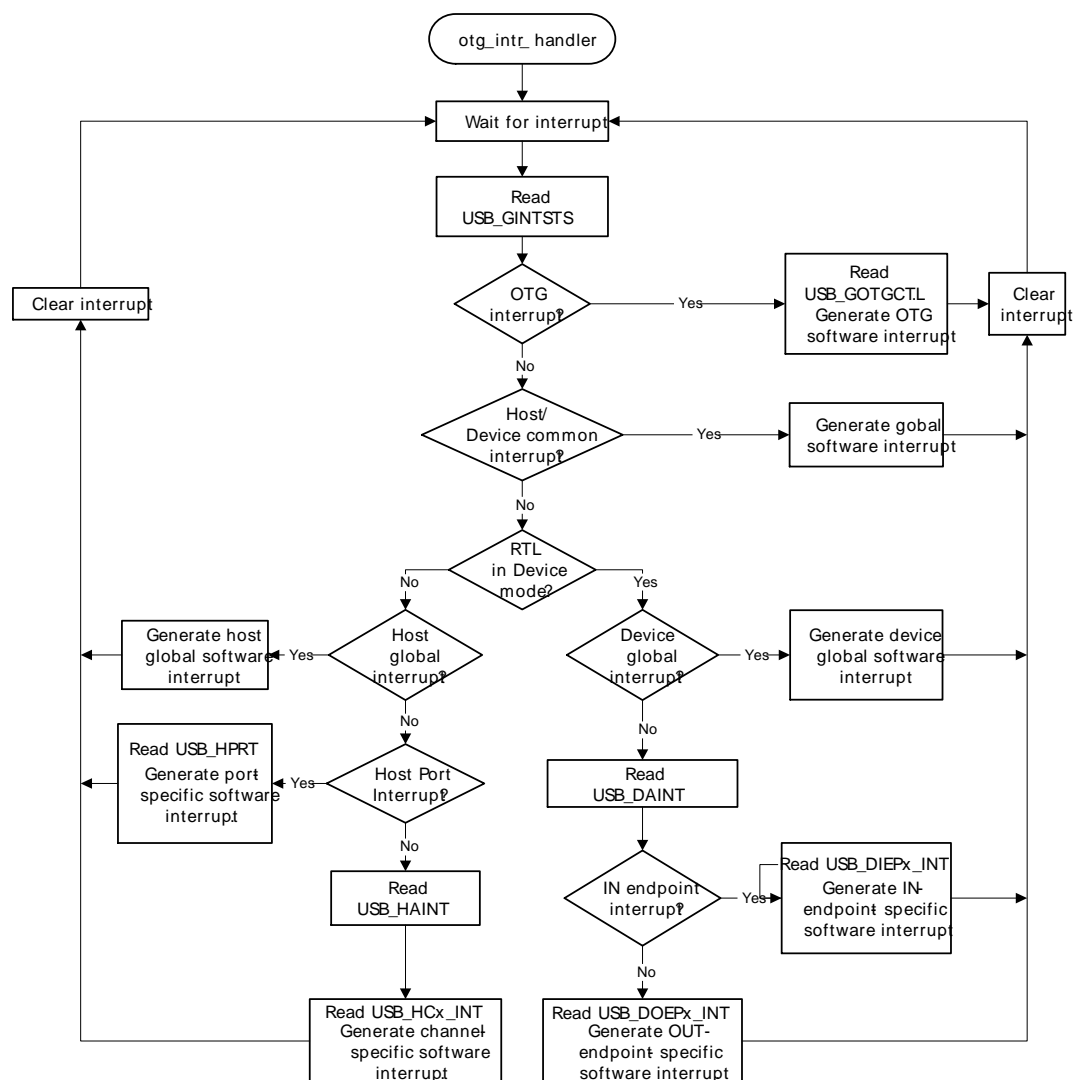 otg_intr_ handler
Wait for interrupt
Read
USB_GINTSTS
OTG
interrupt?
Yes
Read
USB_GOTGCTL.
Generate OTG
software interrupt
Clear
interrupt
Clear interrupt
No
Host/
Device common
interrupt?
Yes
Generate gobal
software interrupt
No
RTL
in Device
mode?
No
Yes
Host
global
interrupt?
Yes
Generate host
global software
interrupt
Device
global
interrupt?
Yes
Generate device
global software
interrupt
No
No
Host Port
Interrupt?
Yes
Read USB_HPRT
Generate port-
specific software
interrupt.
Read
USB_DAINT
No
Read
USB_HAINT
IN endpoint
interrupt?
Yes
Read USB_DIEPx_INT
Generate IN-
endpoint- specific
software interrupt
No
Read USB_HCx_INT
Generate channel-
specific software
interrupt.
Read USB_DOEPx_INT
Generate OUT-
endpoint- specific
software interrupt